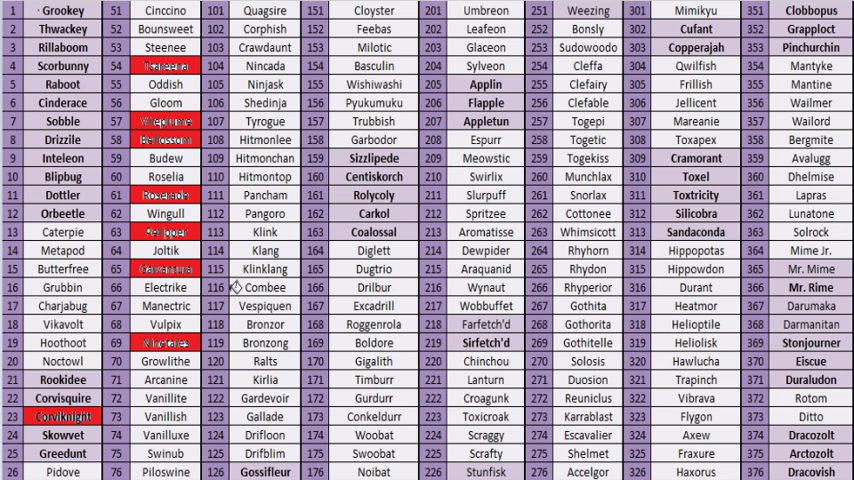 1 Grookey 51 Cinccino 101 Quagsire 151 Cloyster 201 Umbreon 251 Weezing 301 Mimikyu 351 Clobbopus
2 Thwackey 52 Bounsweet 102 Corphish 152 Feebas 202 Leafeon 252 Bonsly 302 Cufant 352 Grapploct
3 Rillaboom 53 Steenee 103 Crawdaunt 153 Milotic 203 Glaceon 253 Sudowoodo 303 Copperajah 353 Pinchurchin
4 Scorbunny 54 Tsareena 104 Nincada 154 Basculin 204 Sylveon 254 Cleffa 304 Qwilfish 354 Mantyke
5 Raboot 55 Oddish 105 Ninjask 155 Wishiwashi 205 Applin 255 Clefairy 305 Frillish 355 Mantine
6 Cinderace 56 Gloom 106 Shedinja 156 Pyukumuku 206 Flapple 256 Clefable 306 Jellicent 356 Wailmer
7 Sobble 57 Vileplume 107 Tyrogue 157 Trubbish 207 Appletun 257 Togepi 307 Mareanie 357 Wailord
8 Drizzile 58 Bellossom 108 Hitmonlee 158 Garbodor 208 Espurr 258 Togetic 308 Toxapex 358 Bergmite
9 Inteleon 59 Budew 109 Hitmonchan 159 Sizzlipede 209 Meowstic 259 Togekiss 309 Cramorant 359 Avalugg
10 Blipbug 60 Roselia 110 Hitmontop 160 Centiskorch 210 Swirlix 260 Munchlax 310 Toxel 360 Dhelmise
11 Dottler 61 Roserade 111 Pancham 161 Rolycoly 211 Slurpuff 261 Snorlax 311 Toxtricity 361 Lapras
12 Orbeetle 62 Wingull 112 Pangoro 162 Carkol 212 Spritzee 262 Cottonee 312 Silicobra 362 Lunatone
13 Caterpie 63 Pelipper 113 Klink 163 Coalossal 213 Aromatisse 263 Whimsicott 313 Sandaconda 363 Solrock
14 Metapod 64 Joltik 114 Klang 164 Diglett 214 Dewpider 264 Rhyhorn 314 Hippopotas 364 Mime Jr.
15 Butterfree 65 Galvantula 115 Klinklang 165 Dugtrio 215 Araquanid 265 Rhydon 315 Hippowdon 365 Mr. Mime
16 Grubbin 66 Electrike 116 Combee 166 Drilbur 216 Wynaut 266 Rhyperior 316 Durant 366 Mr. Rime
17 Charjabug 67 Manectric 117 Vespiquen 167 Excadrill 217 Wobbuffet 267 Gothita 317 Heatmor 367 Darumaka
18 Vikavolt 68 Vulpix 118 Bronzor 168 Roggenrola 218 Farfetch'd 268 Gothorita 318 Helioptile 368 Darmanitan
19 Hoothoot 69 Ninetales 119 Bronzong 169 Boldore 219 Sirfetch'd 269 Gothitelle 319 Heliolisk 369 Stonjourner
20 Noctowl 70 Growlithe 120 Ralts 170 Gigalith 220 Chinchou 270 Solosis 320 Hawlucha 370 Eiscue
21 Rookidee 71 Arcanine 121 Kirlia 171 Timburr 221 Lanturn 271 Duosion 321 Trapinch 371 Duraludon
22 Corvisquire 72 Vanillite 122 Gardevoir 172 Gurdurr 222 Croagunk 272 Reuniclus 322 Vibrava 372 Rotom
23 Corviknight 73 Vanillish 123 Gallade 173 Conkeldurr 223 Toxicroak 273 Karrablast 323 Flygon 373 Ditto
24 Skowvet 74 Vanilluxe 124 Drifloon 174 Woobat 224 Scraggy 274 Escavalier 324 Axew 374 Dracozolt
25 Greedunt 75 Swinub 125 Drifblim 175 Swoobat 225 Scrafty 275 Shelmet 325 Fraxure 375 Arctozolt
26 Pidove 76 Piloswine 126 Gossifleur 176 Noibat 226 Stunfisk 276 Accelgor 326 Haxorus 376 Dracovish